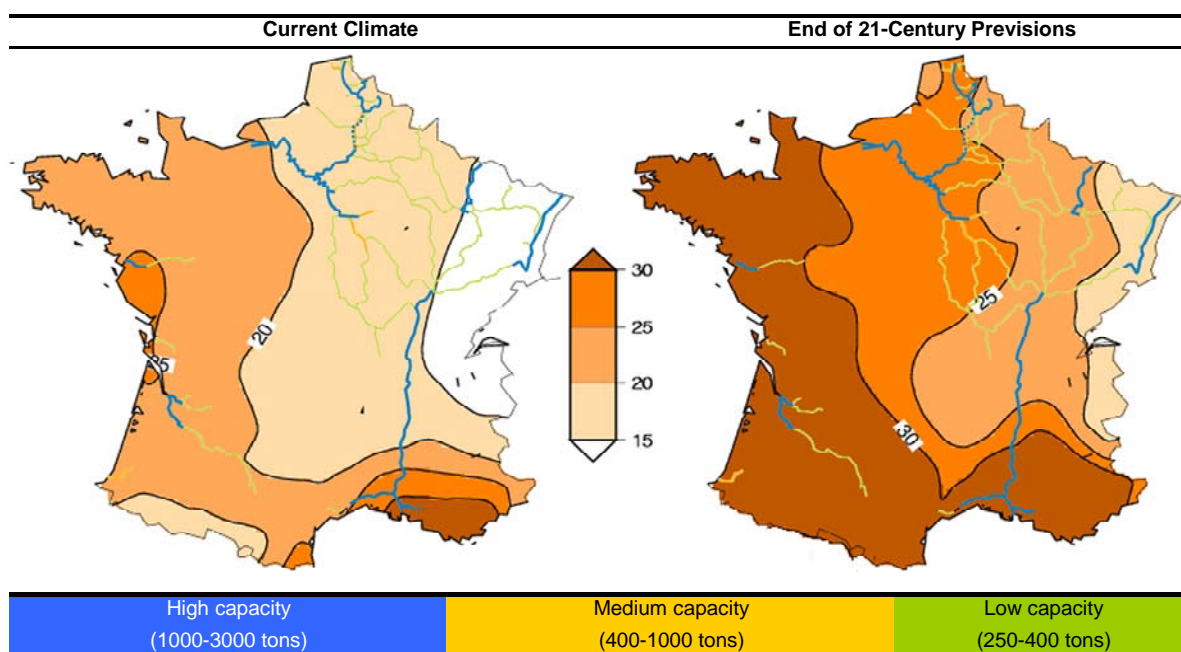 Current Climate
End of 21-Century Previsions
20
25
30
25
20
15
25
30
High capacity
(1000-3000 tons)
Medium capacity
(400-1000 tons)
Low capacity
(250-400 tons)